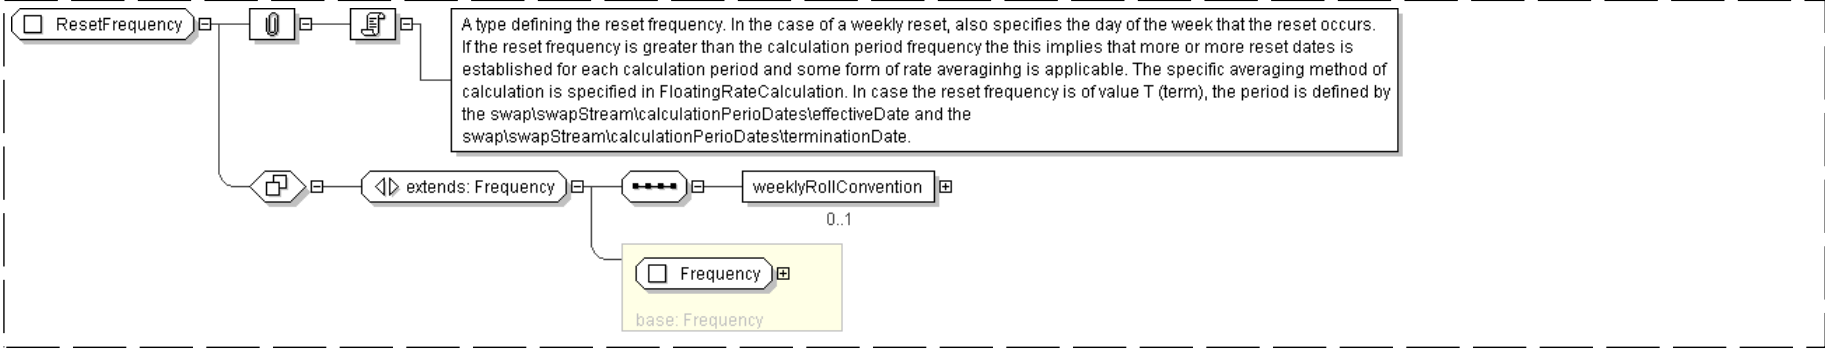 ResetFrequency
A type defining the reset frequency. In the case of a weekly reset, also specifies the day of the week that the reset occurs.
If the reset frequency is greater than the calculation period frequency the this implies that more or more reset dates is
established for each calculation period and some form of rate averaginhg is applicable. The specific averaging method of
calculation is specified in FloatingRateCalculation. In case the reset frequency is of value T (term), the period is defined by
the swap\swapStream\calculationPerioDates\effectiveDate and the
swap\swapStream\calculationPerioDates\terminationDate.
extends: Frequency
weeklyRollConvention
0..1
Frequency
base: Frequency